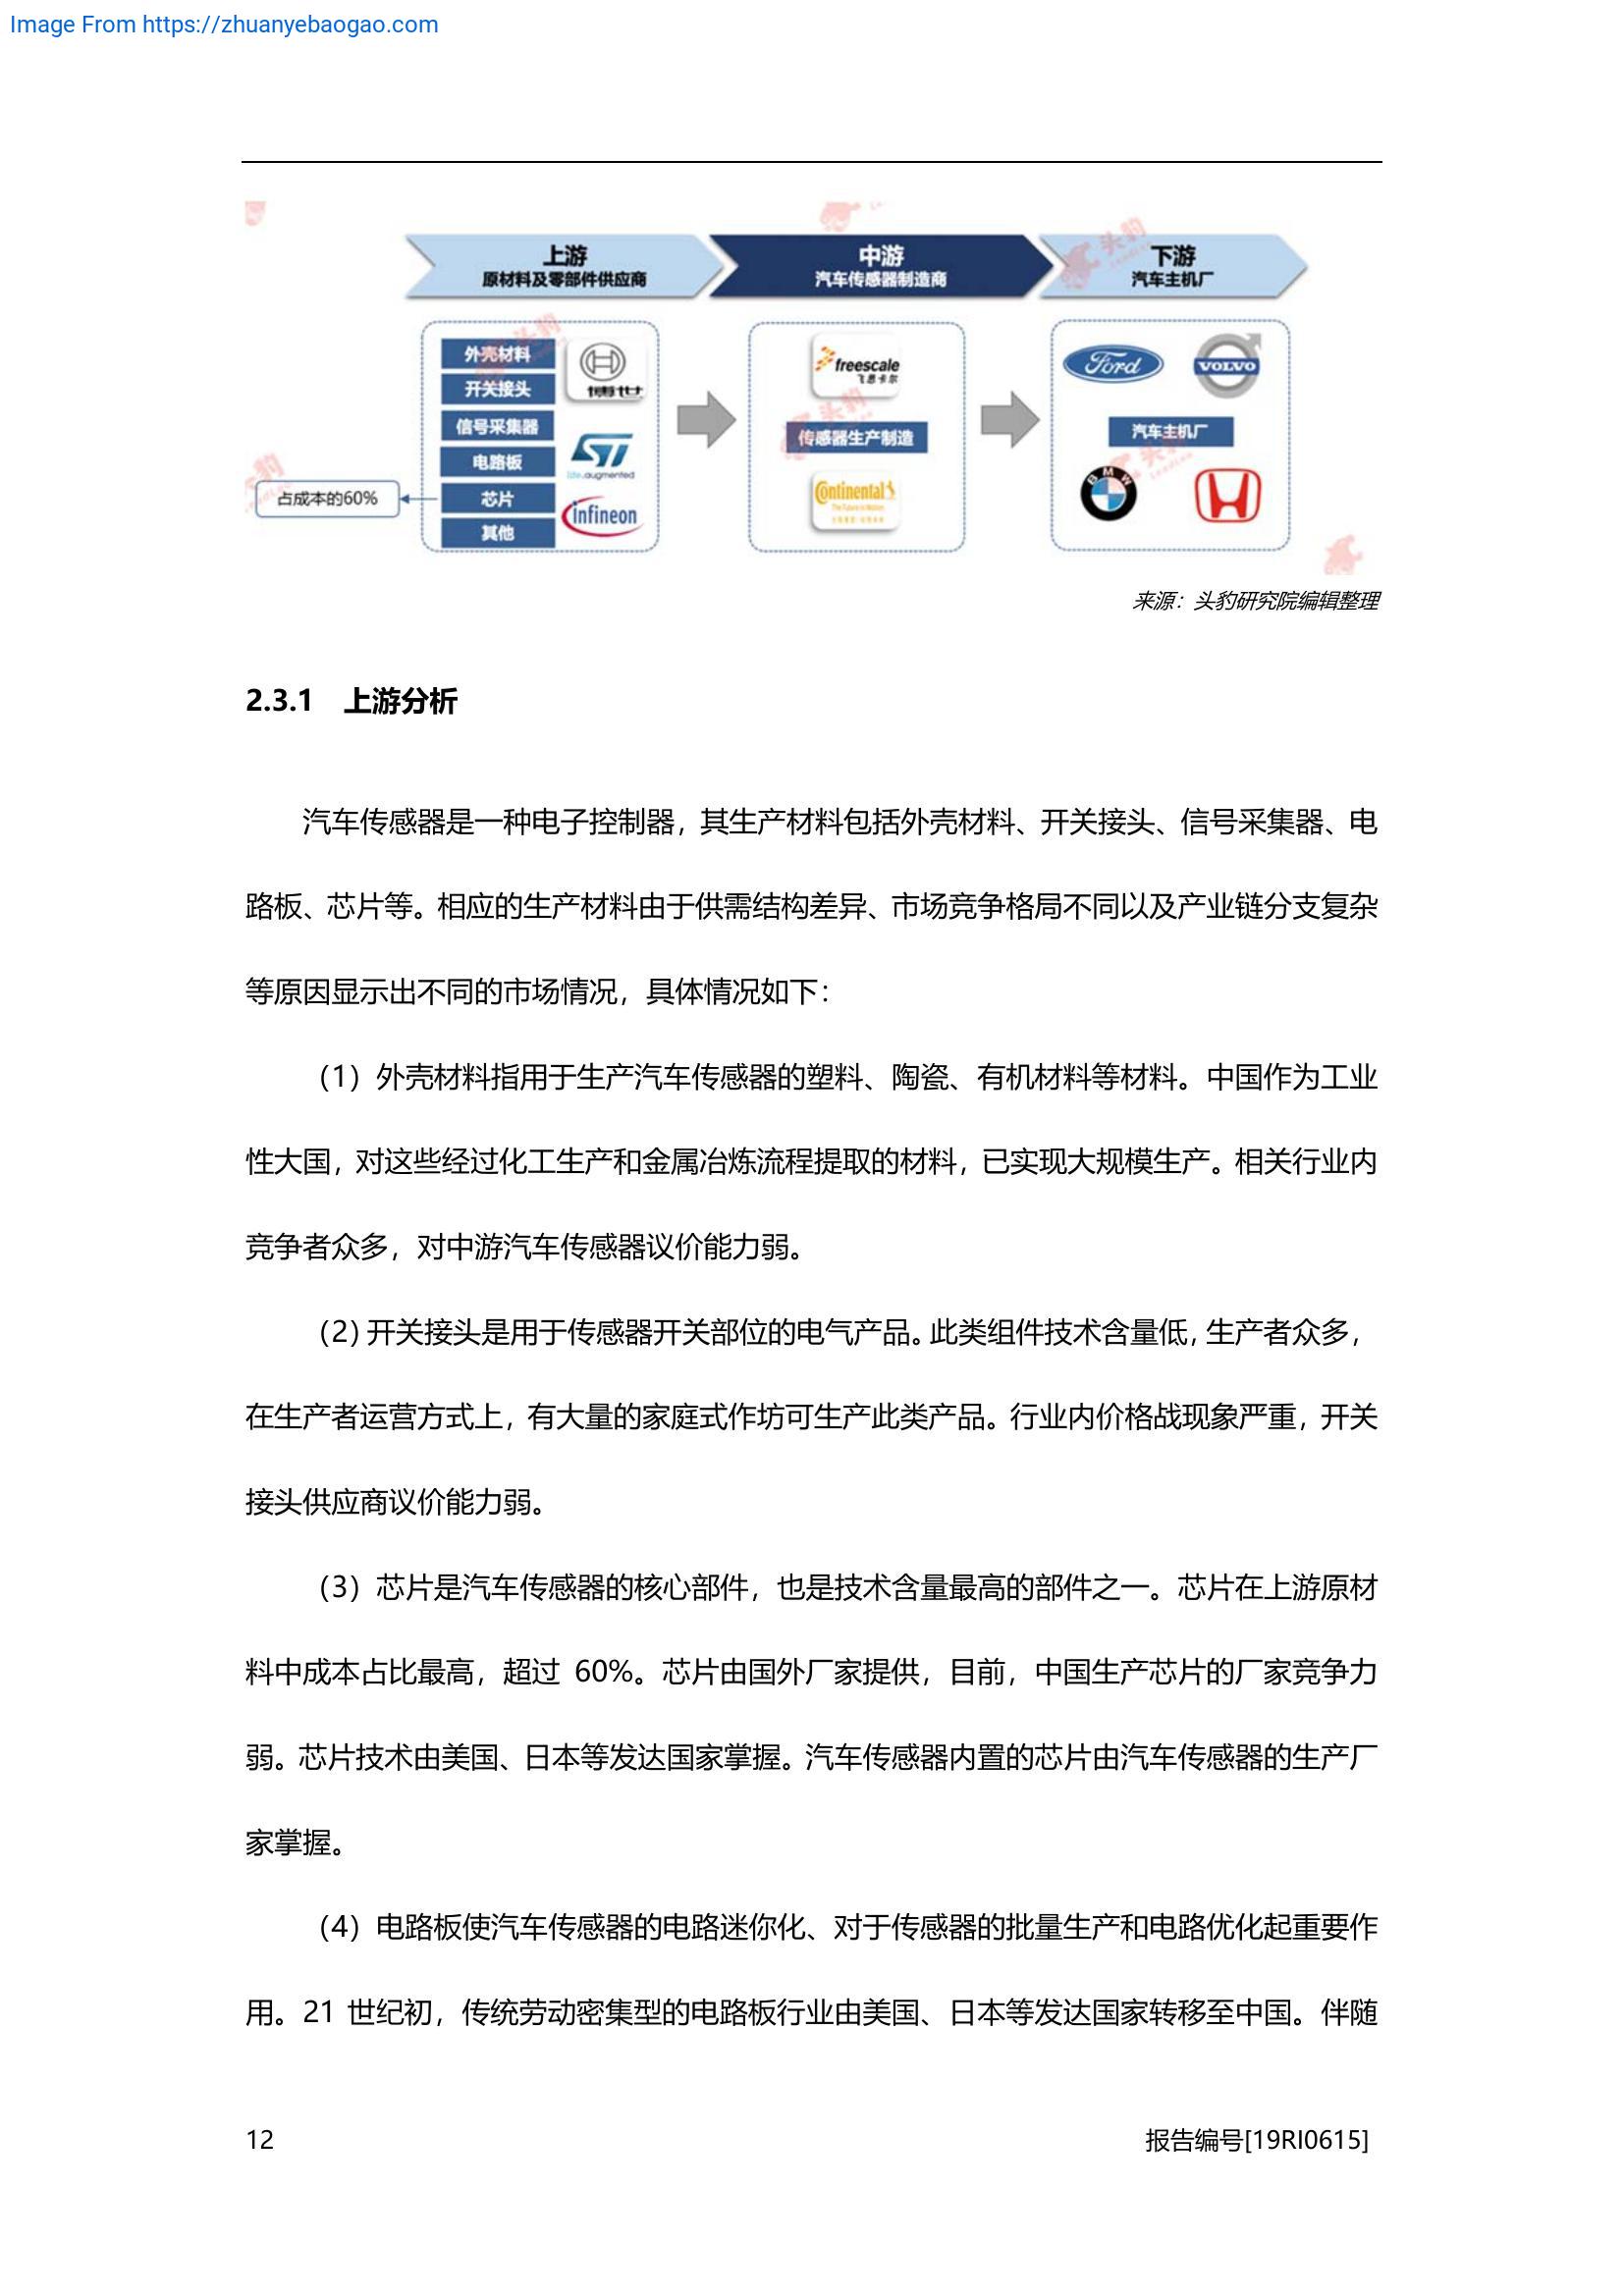 Image From https://zhuanyebaogao.com
上游
原材料及零部件供应商
中游
汽车传感器制造商
下游
汽车主机厂
外壳材料
开关接头
信号采集器
电路板
芯片
其他
占成本的60%
博世
ST
life.augmented
infineon
freescale
飞思卡尔
传感器生产制造
Continental
The Future in Motion
Ford
VOLVO
汽车主机厂
BMW
头豹
来源：头豹研究院编辑整理
2.3.1 上游分析
汽车传感器是一种电子控制器，其生产材料包括外壳材料、开关接头、信号采集器、电
路板、芯片等。相应的生产材料由于供需结构差异、市场竞争格局不同以及产业链分支复杂
等原因显示出不同的市场情况，具体情况如下：
（1）外壳材料指用于生产汽车传感器的塑料、陶瓷、有机材料等材料。中国作为工业
性大国，对这些经过化工生产和金属冶炼流程提取的材料，已实现大规模生产。相关行业内
竞争者众多，对中游汽车传感器议价能力弱。
（2）开关接头是用于传感器开关部位的电气产品。此类组件技术含量低，生产者众多，
在生产者运营方式上，有大量的家庭式作坊可生产此类产品。行业内价格战现象严重，开关
接头供应商议价能力弱。
（3）芯片是汽车传感器的核心部件，也是技术含量最高的部件之一。芯片在上游原材
料中成本占比最高，超过 60%。芯片由国外厂家提供，目前，中国生产芯片的厂家竞争力
弱。芯片技术由美国、日本等发达国家掌握。汽车传感器内置的芯片由汽车传感器的生产厂
家掌握。
（4）电路板使汽车传感器的电路迷你化、对于传感器的批量生产和电路优化起重要作
用。21 世纪初，传统劳动密集型的电路板行业由美国、日本等发达国家转移至中国。伴随
12
报告编号[19RI0615]